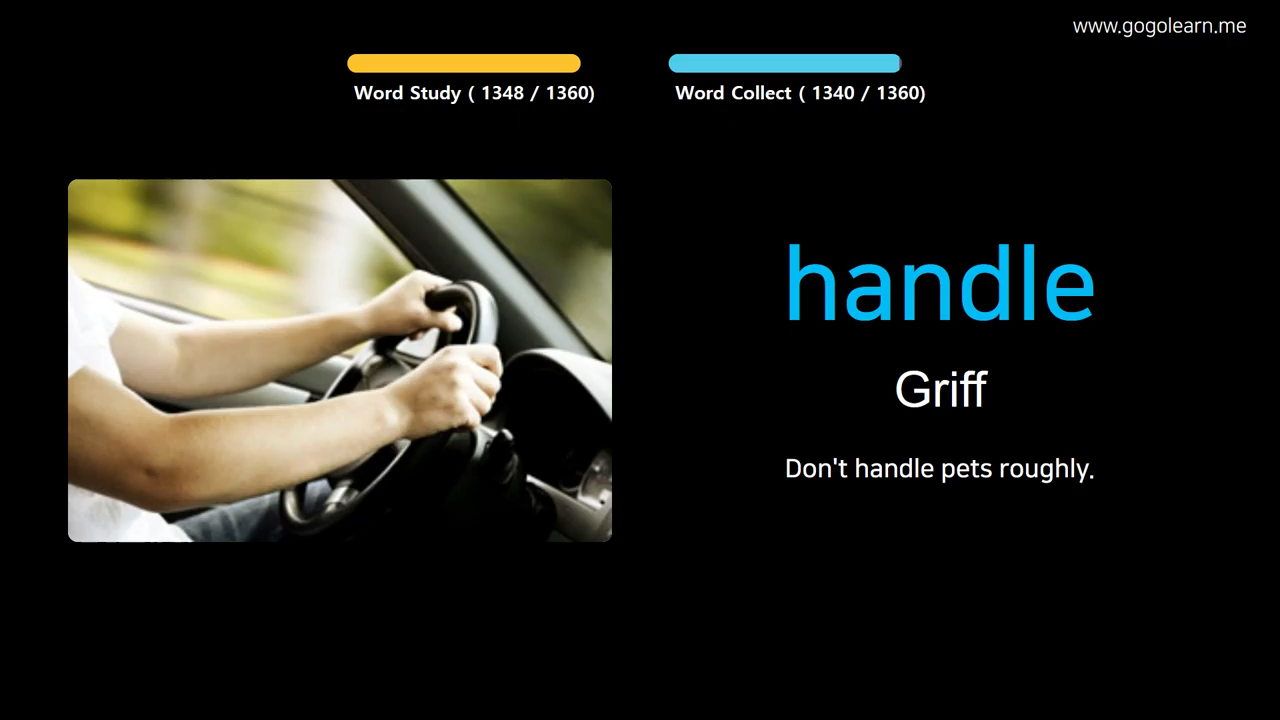 www.gogolearn.me
Word Study ( 1348 / 1360)
Word Collect ( 1340 / 1360)
handle
Griff
Don't handle pets roughly.